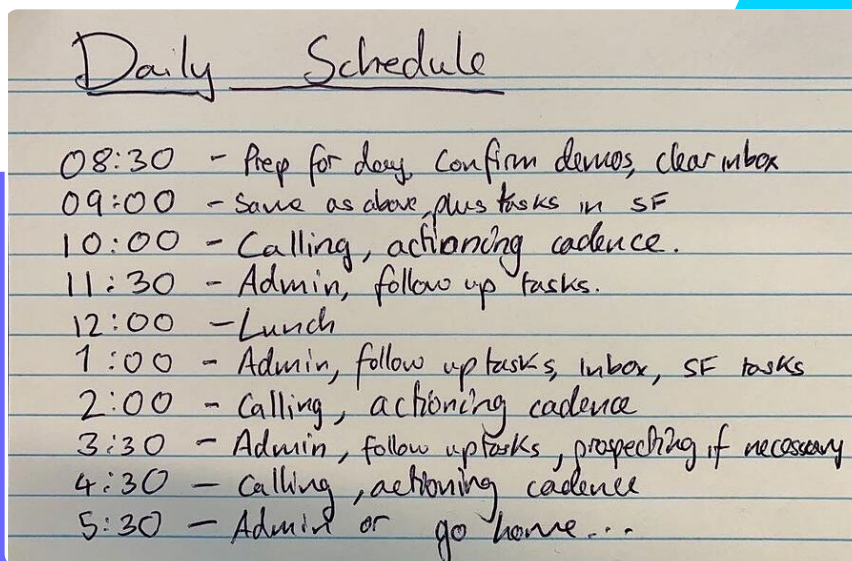 Daily Schedule
08:30 - Prep for day, confirm demos, clear inbox
09:00 - Same as above, plus tasks in SF
10:00 - Calling, actioning cadence.
11:30 - Admin, follow up tasks.
12:00 - Lunch
1:00 - Admin, follow up tasks, inbox, SF tasks
2:00 - Calling, actioning cadence
3:30 - Admin, follow up tasks, prospecting if necessary
4:30 - Calling, actioning cadence
5:30 - Admin or go home...